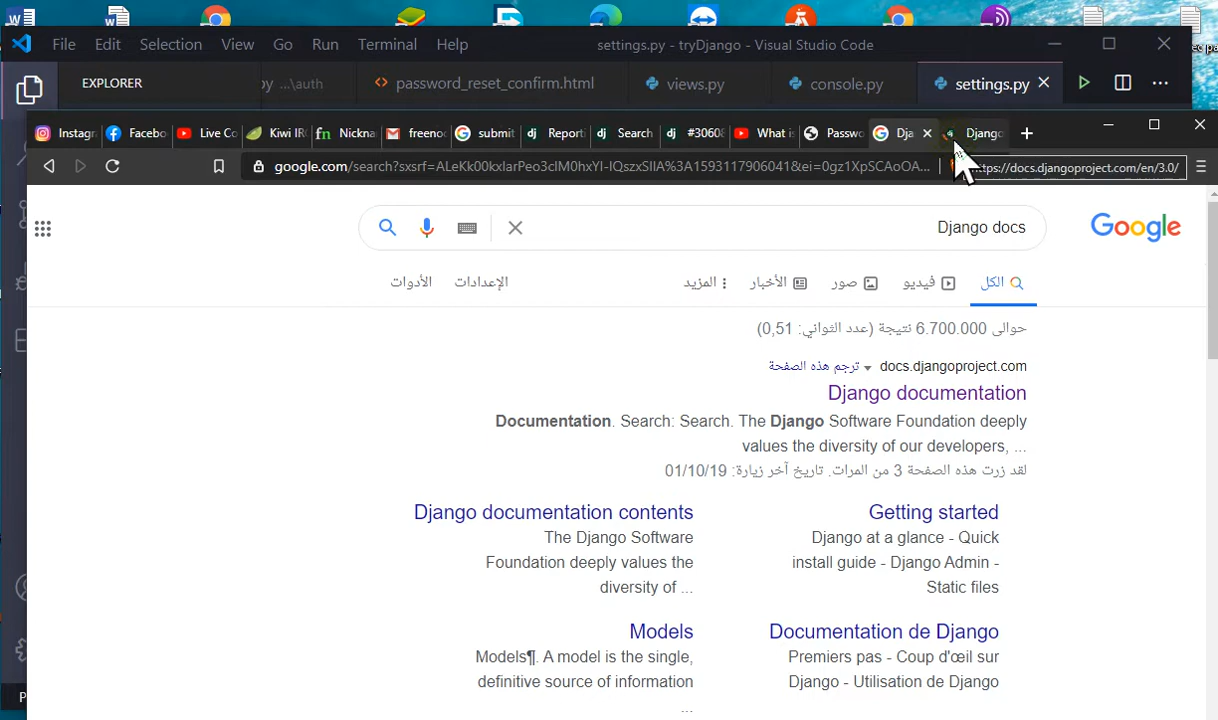 File Edit Selection View Go Run Terminal Help settings.py - tryDjango - Visual Studio Code
EXPLORER ...\auth password_reset_confirm.html views.py console.py settings.py
Instagr Facebo Live Co Kiwi IR Nickna freeno submit Reporti Search #3060 What is Passwo Dja Django
google.com/search?sxsrf=ALeKk00kxlarPeo3clM0hxYI-IQszxSIIA%3A1593117906041&ei=0gz1XpSCAoOA... ttps://docs.djangoproject.com/en/3.0/
Django docs Google
الكل فيديو صور الأخبار المزيد الإعدادات الأدوات
حوالى 6.700.000 نتيجة (عدد الثواني: 0,51)
docs.djangoproject.com ترجم هذه الصفحة
Django documentation
Documentation. Search: Search. The Django Software Foundation deeply
values the diversity of our developers, ...
لقد زرت هذه الصفحة 3 من المرات. تاريخ آخر زيارة: 01/10/19
Getting started
Django at a glance - Quick
install guide - Django Admin -
Static files
Django documentation contents
The Django Software
Foundation deeply values the
diversity of ...
Documentation de Django
Premiers pas - Coup d'œil sur
Django - Utilisation de Django
Models
Models¶. A model is the single,
definitive source of information
...